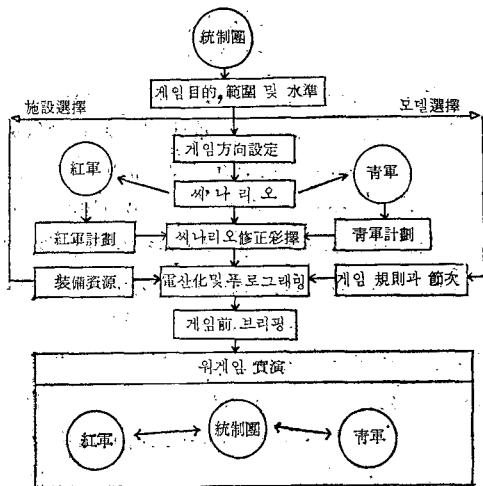 統制團
게임目的, 範圍 및 水準
施設選擇
모델選擇
게임方向設定
紅軍
靑軍
씨나리오
紅軍計劃
씨나리오修正彩擇
靑軍計劃
裝備資源
電산化및 푸로그래밍
게임 規則과 節次
게임前 브리핑
워게임 實演
紅軍
統制團
靑軍